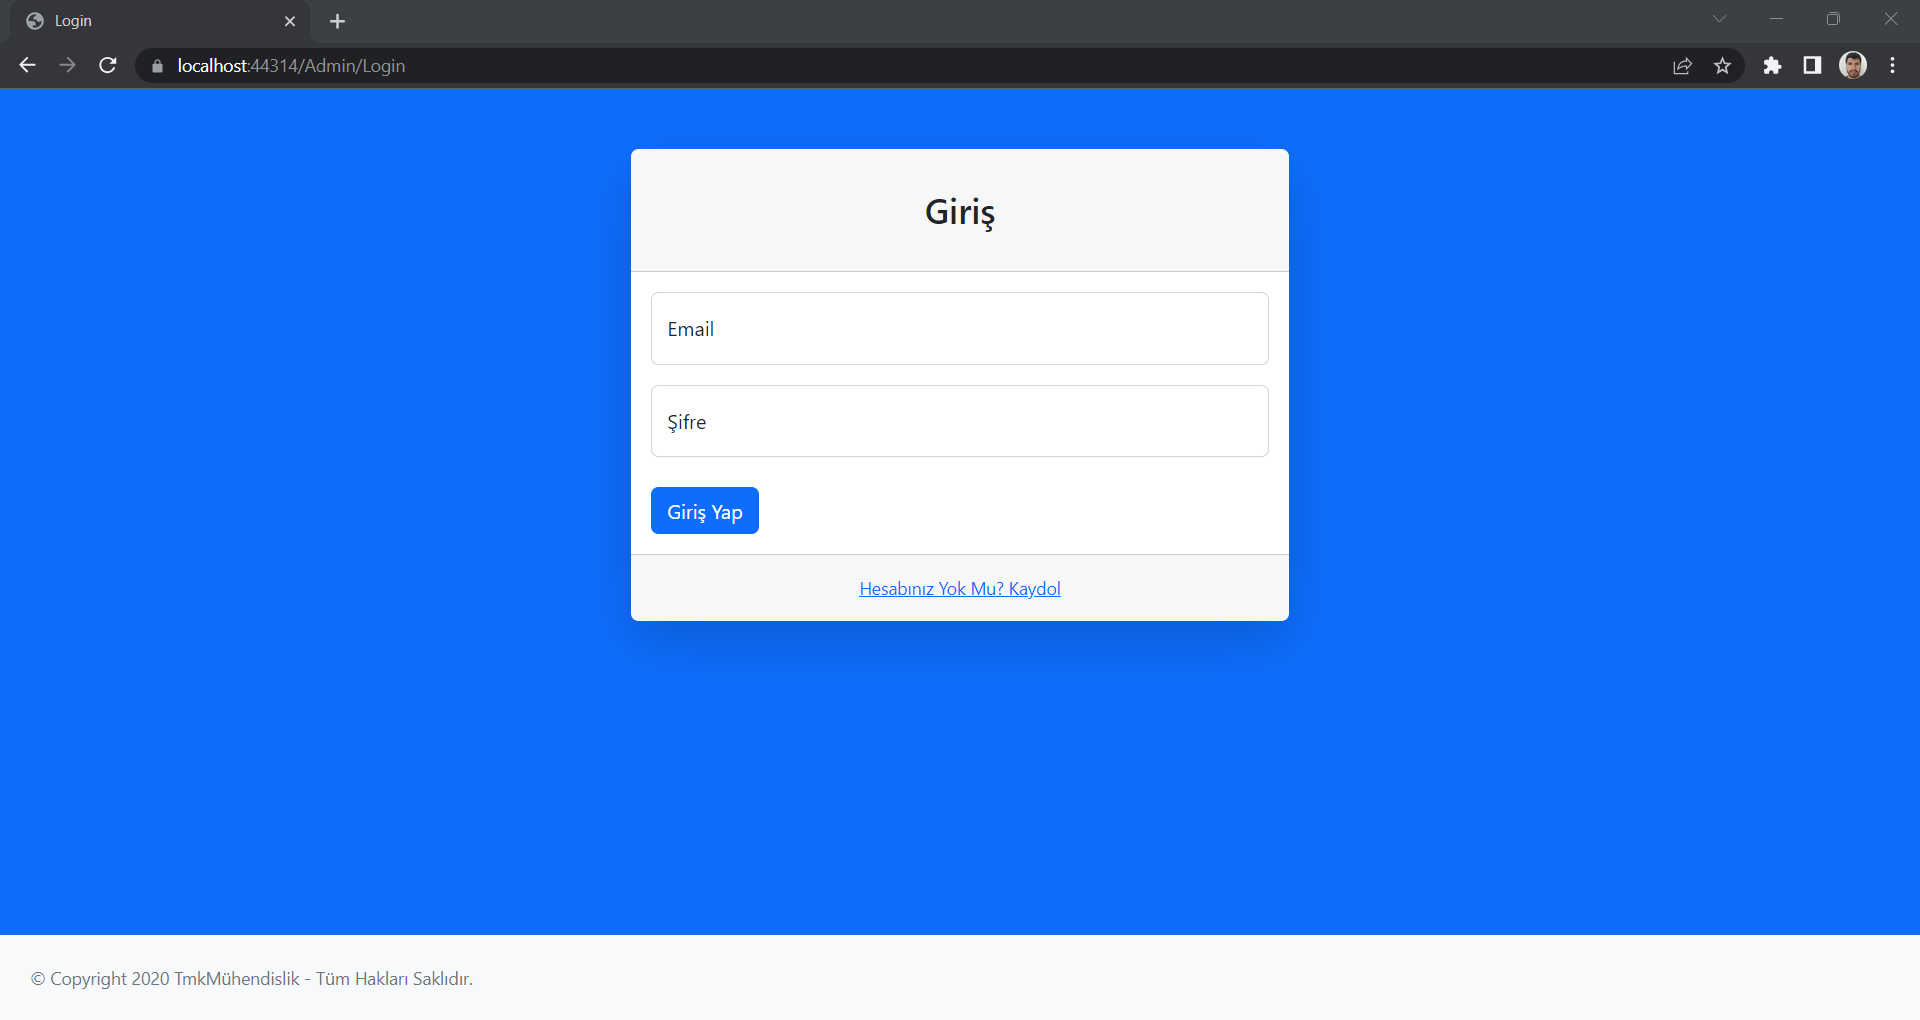 Login
localhost:44314/Admin/Login
Giriş
Email
Şifre
Giriş Yap
Hesabınız Yok Mu? Kaydol
© Copyright 2020 TmkMühendislik - Tüm Hakları Saklıdır.